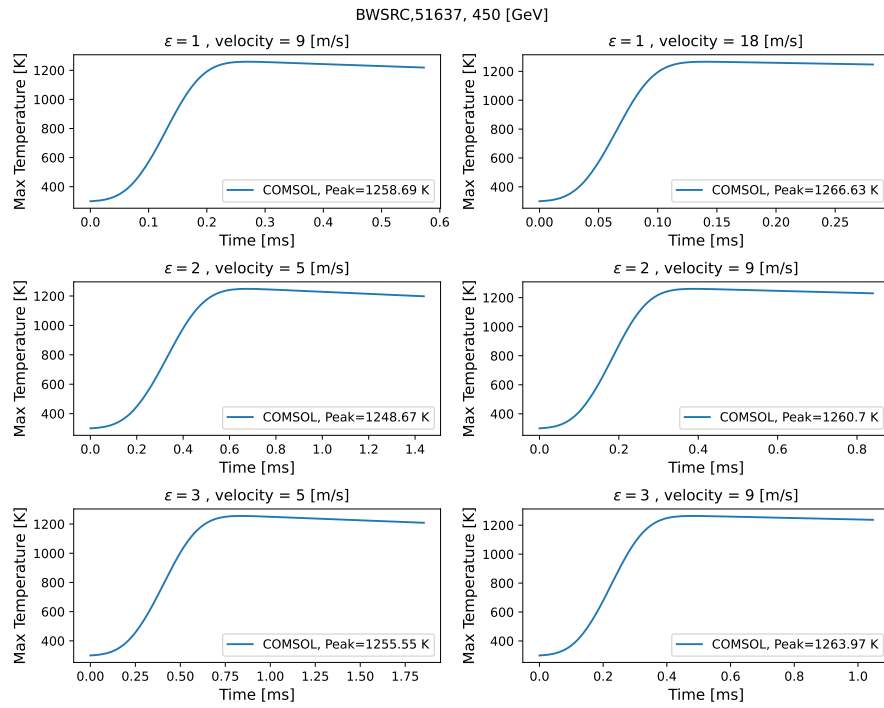 BWSRC,51637, 450 [GeV]
ε = 1 , velocity = 9 [m/s]
Max Temperature [K]
1200
1000
800
600
400
COMSOL, Peak=1258.69 K
0.0 0.1 0.2 0.3 0.4 0.5 0.6
Time [ms]
ε = 1 , velocity = 18 [m/s]
Max Temperature [K]
1200
1000
800
600
400
COMSOL, Peak=1266.63 K
0.00 0.05 0.10 0.15 0.20 0.25
Time [ms]
ε = 2 , velocity = 5 [m/s]
Max Temperature [K]
1200
1000
800
600
400
COMSOL, Peak=1248.67 K
0.0 0.2 0.4 0.6 0.8 1.0 1.2 1.4
Time [ms]
ε = 2 , velocity = 9 [m/s]
Max Temperature [K]
1200
1000
800
600
400
COMSOL, Peak=1260.7 K
0.0 0.2 0.4 0.6 0.8
Time [ms]
ε = 3 , velocity = 5 [m/s]
Max Temperature [K]
1200
1000
800
600
400
COMSOL, Peak=1255.55 K
0.00 0.25 0.50 0.75 1.00 1.25 1.50 1.75
Time [ms]
ε = 3 , velocity = 9 [m/s]
Max Temperature [K]
1200
1000
800
600
400
COMSOL, Peak=1263.97 K
0.0 0.2 0.4 0.6 0.8 1.0
Time [ms]